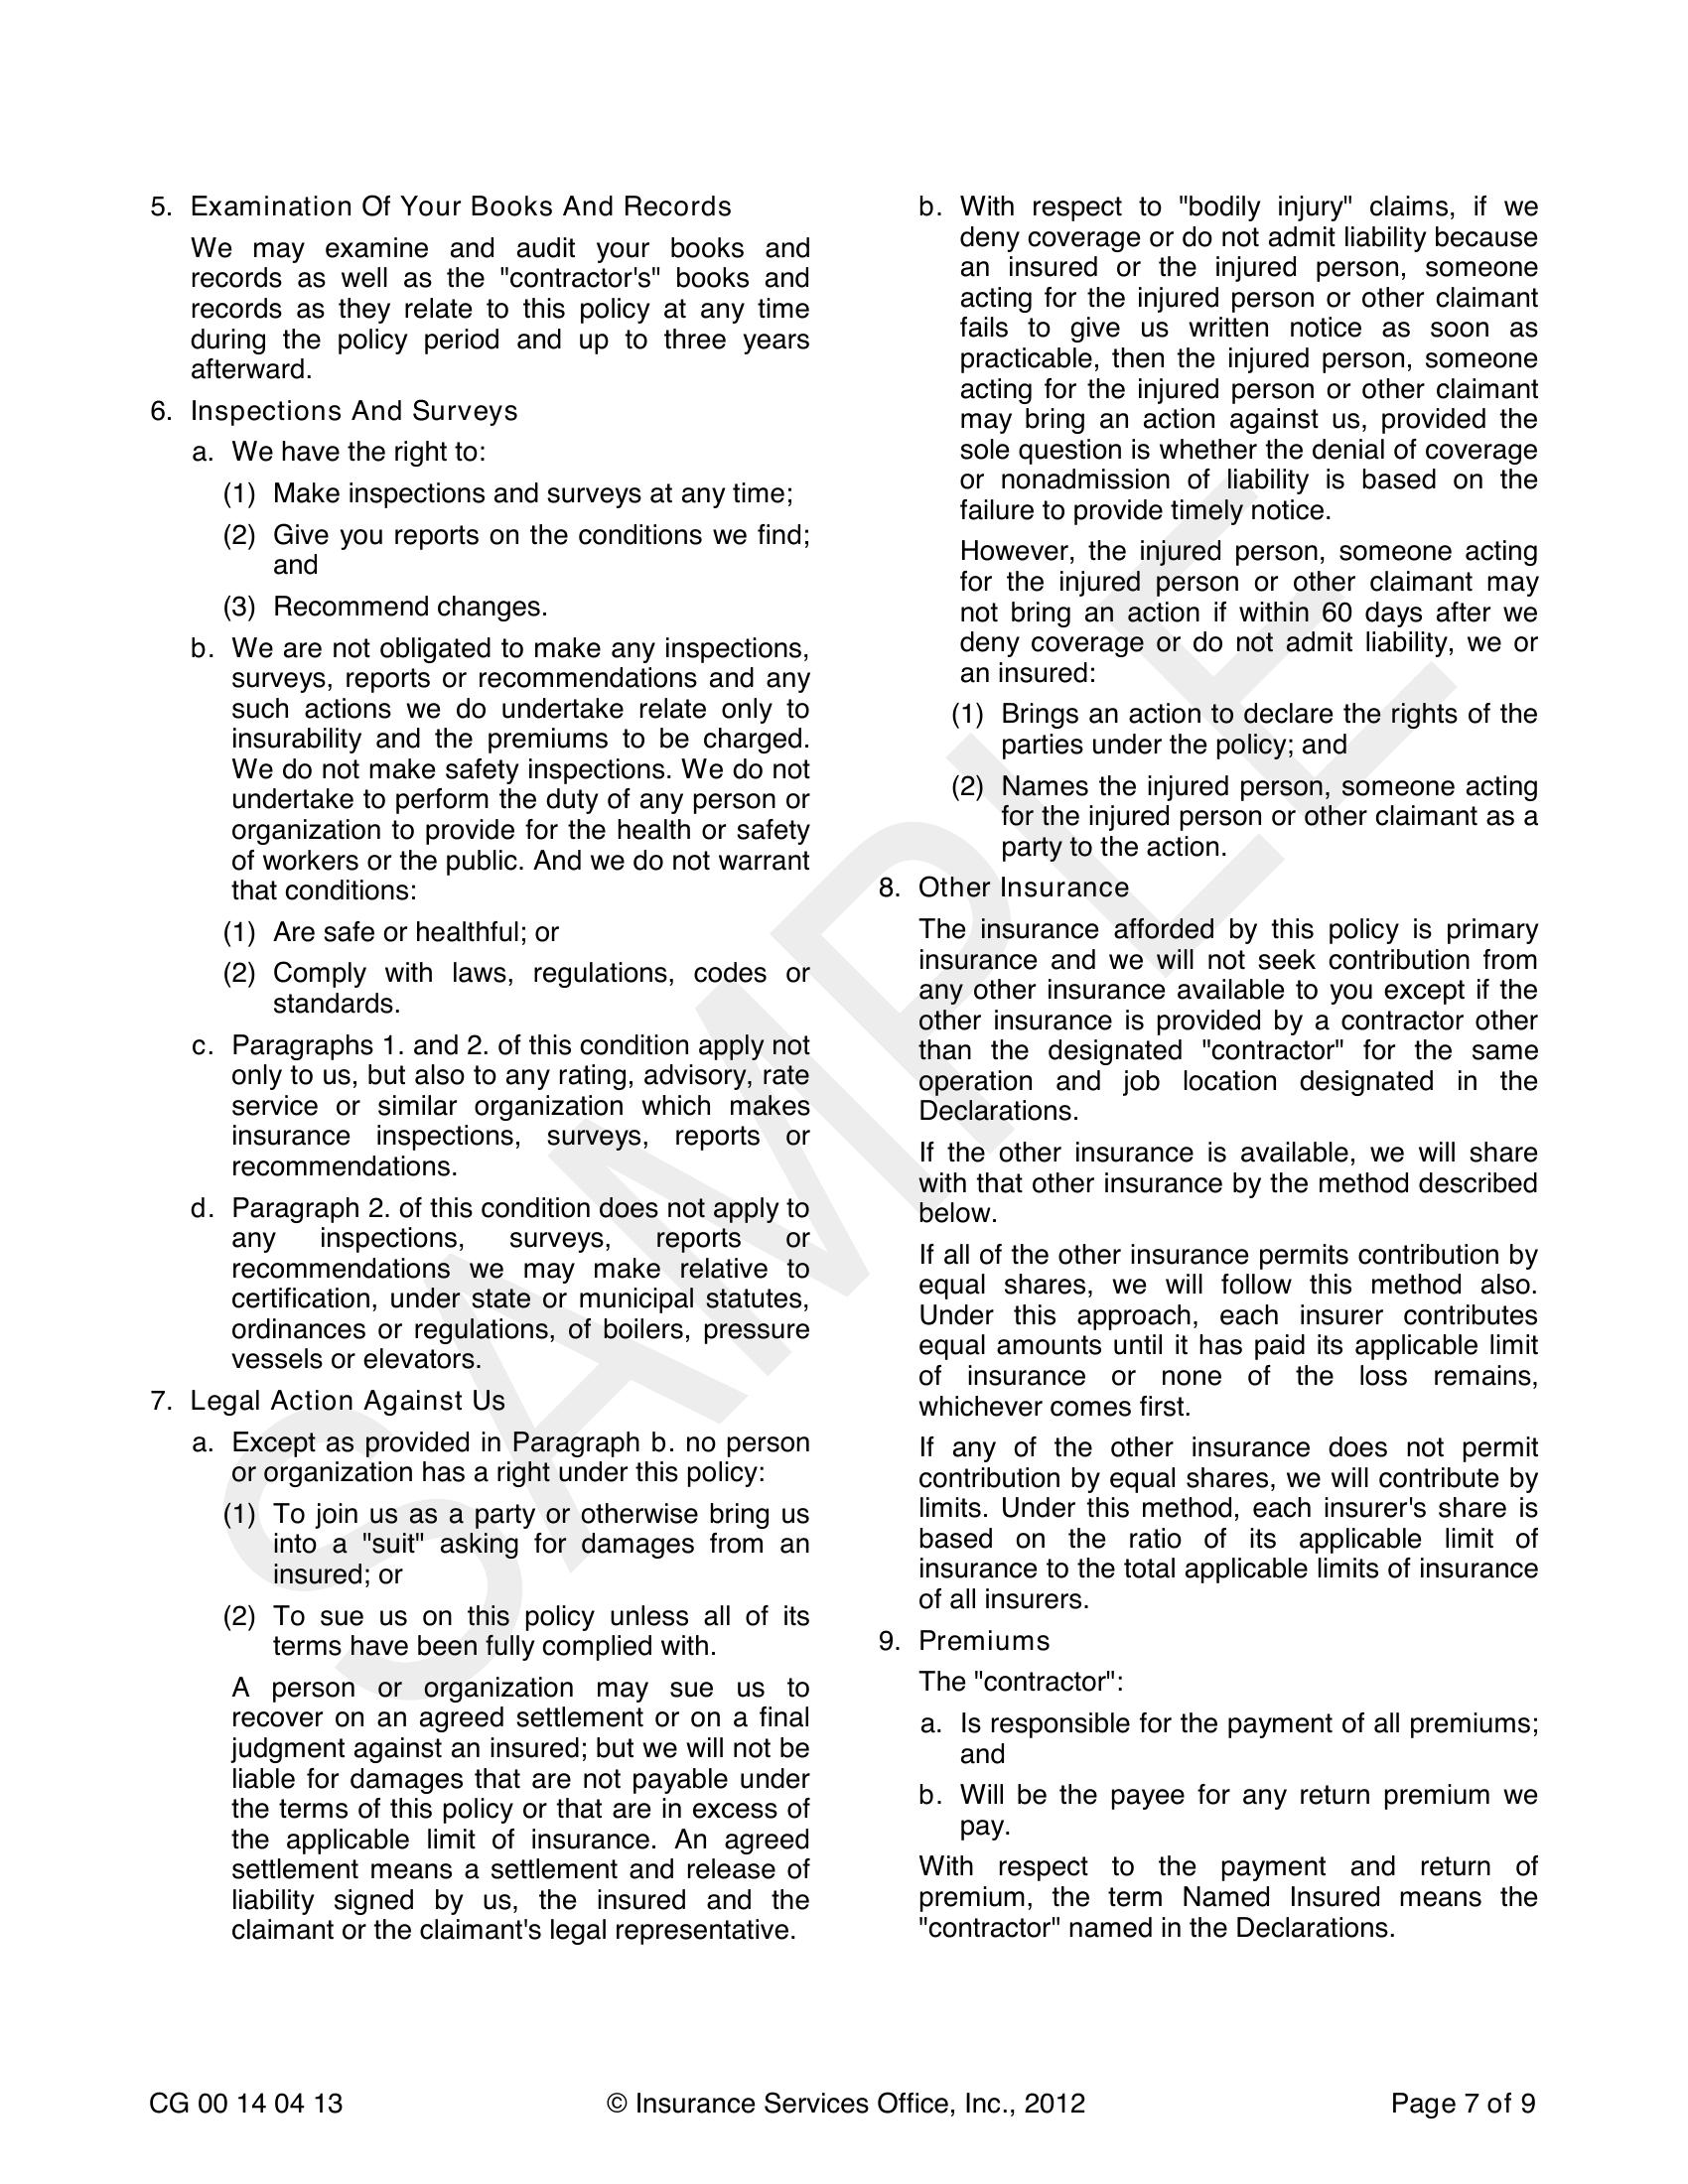 5. Examination Of Your Books And Records
We may examine and audit your books and
records as well as the "contractor's" books and
records as they relate to this policy at any time
during the policy period and up to three years
afterward.
6. Inspections And Surveys
a. We have the right to:
(1) Make inspections and surveys at any time;
(2) Give you reports on the conditions we find;
and
(3) Recommend changes.
b. We are not obligated to make any inspections,
surveys, reports or recommendations and any
such actions we do undertake relate only to
insurability and the premiums to be charged.
We do not make safety inspections. We do not
undertake to perform the duty of any person or
organization to provide for the health or safety
of workers or the public. And we do not warrant
that conditions:
(1) Are safe or healthful; or
(2) Comply with laws, regulations, codes or
standards.
c. Paragraphs 1. and 2. of this condition apply not
only to us, but also to any rating, advisory, rate
service or similar organization which makes
insurance inspections, surveys, reports or
recommendations.
d. Paragraph 2. of this condition does not apply to
any inspections, surveys, reports or
recommendations we may make relative to
certification, under state or municipal statutes,
ordinances or regulations, of boilers, pressure
vessels or elevators.
7. Legal Action Against Us
a. Except as provided in Paragraph b. no person
or organization has a right under this policy:
(1) To join us as a party or otherwise bring us
into a "suit" asking for damages from an
insured; or
(2) To sue us on this policy unless all of its
terms have been fully complied with.
A person or organization may sue us to
recover on an agreed settlement or on a final
judgment against an insured; but we will not be
liable for damages that are not payable under
the terms of this policy or that are in excess of
the applicable limit of insurance. An agreed
settlement means a settlement and release of
liability signed by us, the insured and the
claimant or the claimant's legal representative.
b. With respect to "bodily injury" claims, if we
deny coverage or do not admit liability because
an insured or the injured person, someone
acting for the injured person or other claimant
fails to give us written notice as soon as
practicable, then the injured person, someone
acting for the injured person or other claimant
may bring an action against us, provided the
sole question is whether the denial of coverage
or nonadmission of liability is based on the
failure to provide timely notice.
However, the injured person, someone acting
for the injured person or other claimant may
not bring an action if within 60 days after we
deny coverage or do not admit liability, we or
an insured:
(1) Brings an action to declare the rights of the
parties under the policy; and
(2) Names the injured person, someone acting
for the injured person or other claimant as a
party to the action.
8. Other Insurance
The insurance afforded by this policy is primary
insurance and we will not seek contribution from
any other insurance available to you except if the
other insurance is provided by a contractor other
than the designated "contractor" for the same
operation and job location designated in the
Declarations.
If the other insurance is available, we will share
with that other insurance by the method described
below.
If all of the other insurance permits contribution by
equal shares, we will follow this method also.
Under this approach, each insurer contributes
equal amounts until it has paid its applicable limit
of insurance or none of the loss remains,
whichever comes first.
If any of the other insurance does not permit
contribution by equal shares, we will contribute by
limits. Under this method, each insurer's share is
based on the ratio of its applicable limit of
insurance to the total applicable limits of insurance
of all insurers.
9. Premiums
The "contractor":
a. Is responsible for the payment of all premiums;
and
b. Will be the payee for any return premium we
pay.
With respect to the payment and return of
premium, the term Named Insured means the
"contractor" named in the Declarations.
SAMPLE
CG 00 14 04 13 © Insurance Services Office, Inc., 2012 Page 7 of 9